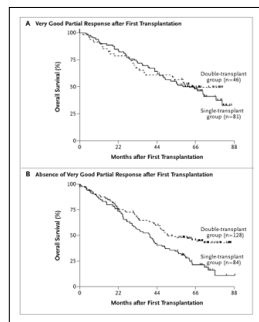 A Very Good Partial Response after First Transplantation
100
75
50
25
0
Overall Survival (%)
Double-transplant
group (n=46)
Single-transplant
group (n=81)
0
22
44
66
88
Months after First Transplantation
B Absence of Very Good Partial Response after First Transplantation
100
75
50
25
0
Overall Survival (%)
Double-transplant
group (n=128)
Single-transplant
group (n=84)
0
22
44
66
88
Months after First Transplantation